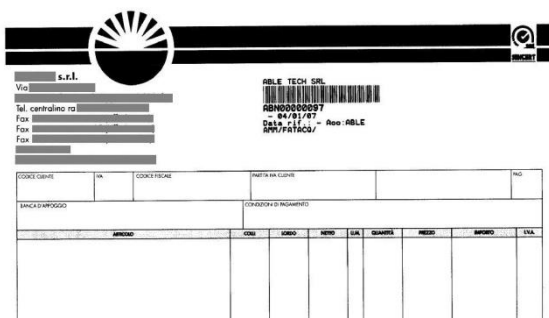 s.r.l.
Via
Tel. centralino ra
Fax
Fax
Fax
ABLE TECH SRL
ABN00000097
- 04/01/07
Data rif.: - Aoo:ABLE
AMM/FATACQ/
CODICE CLIENTE IVA CODICE FISCALE PARTITA IVA CLIENTE PAG
BANCA D'APPOGGIO CONDIZIONI DI PAGAMENTO
ARTICOLO COLLI LORDO NETTO U.M. QUANTITÀ PREZZO IMPORTO I.V.A.